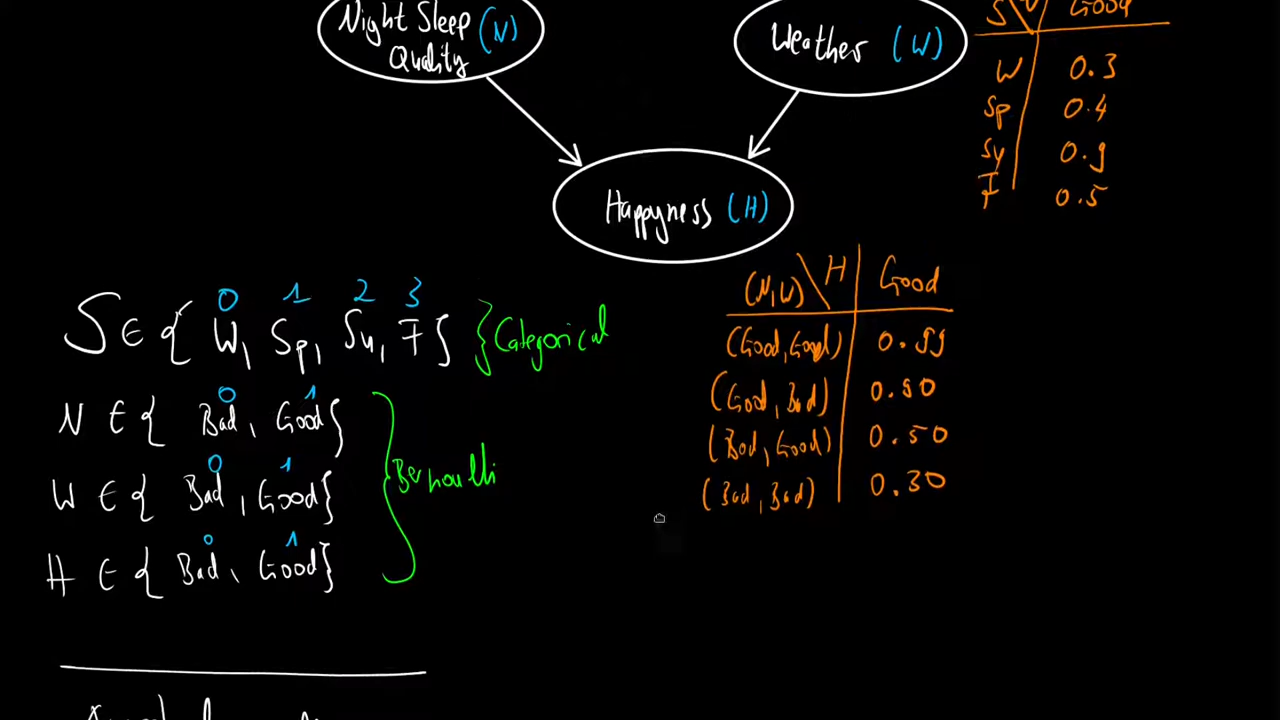 Night Sleep (N)
Quality
Weather (W)
Happyness (H)
S\ Good
W 0.3
Sp 0.4
0.9
F 0.5
0 1 2 3
S ∈ { W, Sp, Su, F } } Categorical
0 1
N ∈ { Bad, Good }
0 1
W ∈ { Bad, Good }
0 1
H ∈ { Bad, Good }
} Bernoulli
(N,W) \ H Good
(Good, Good) 0.99
(Good, Bad) 0.90
(Bad, Good) 0.50
(Bad, Bad) 0.30